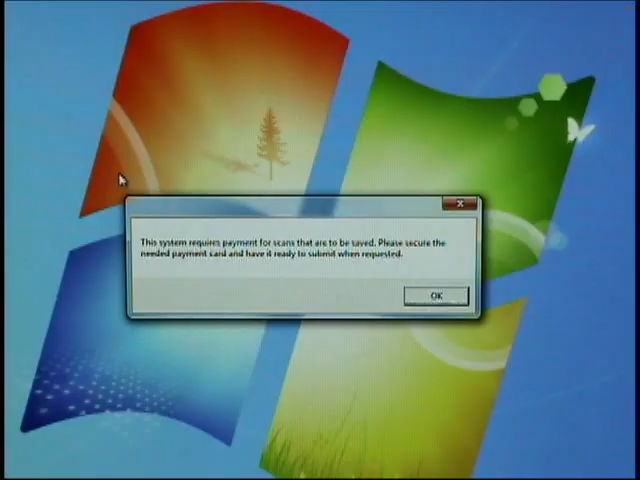 This system requires payment for scans that are to be saved. Please secure the
needed payment card and have it ready to submit when requested.
OK